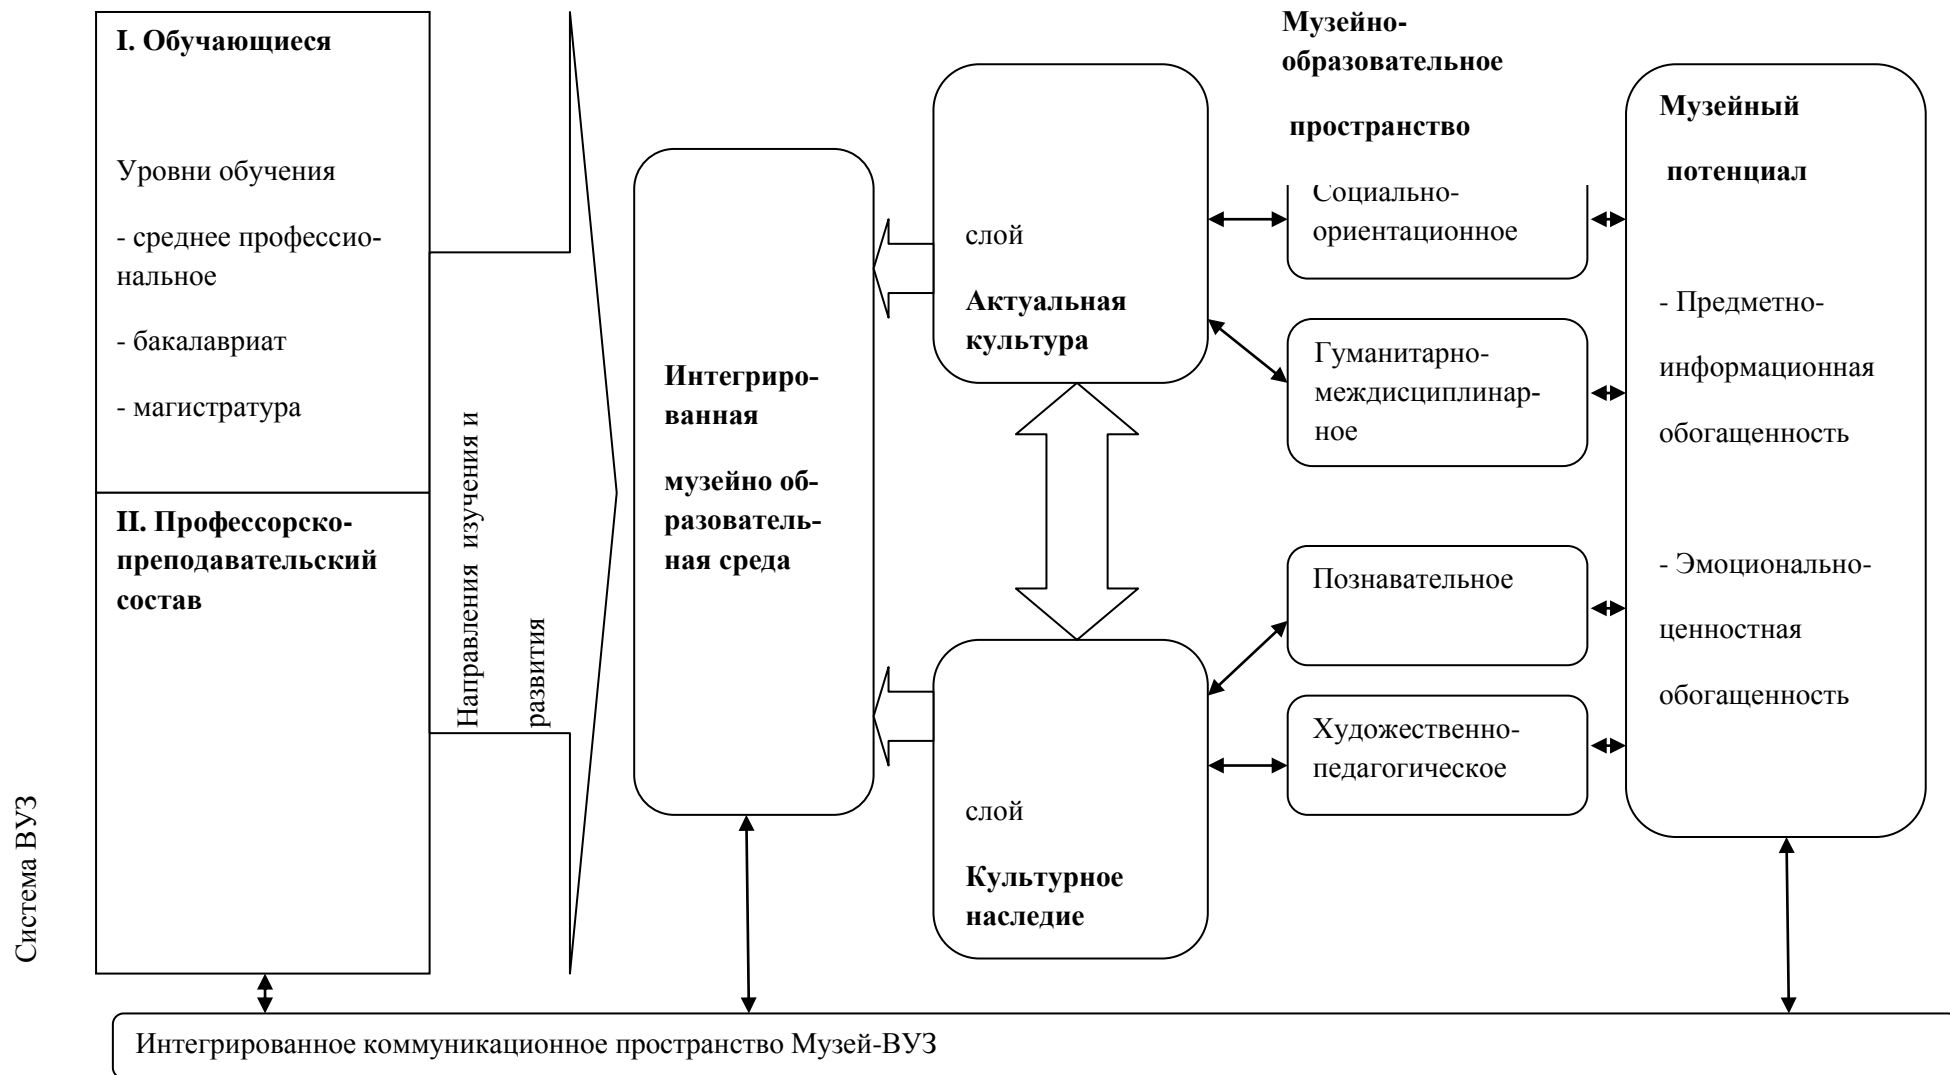 I. Обучающиеся
Уровни обучения
- среднее профессио-
нальное
- бакалавриат
- магистратура
II. Профессорско-
преподавательский
состав
Система ВУЗ
Направления изучения и
развития
Интегриро-
ванная
музейно об-
разователь-
ная среда
слой
Актуальная
культура
слой
Культурное
наследие
Музейно-
образовательное
пространство
Социально-
ориентационное
Гуманитарно-
междисциплинар-
ное
Познавательное
Художественно-
педагогическое
Музейный
потенциал
- Предметно-
информационная
обогащенность
- Эмоционально-
ценностная
обогащенность
Интегрированное коммуникационное пространство Музей-ВУЗ